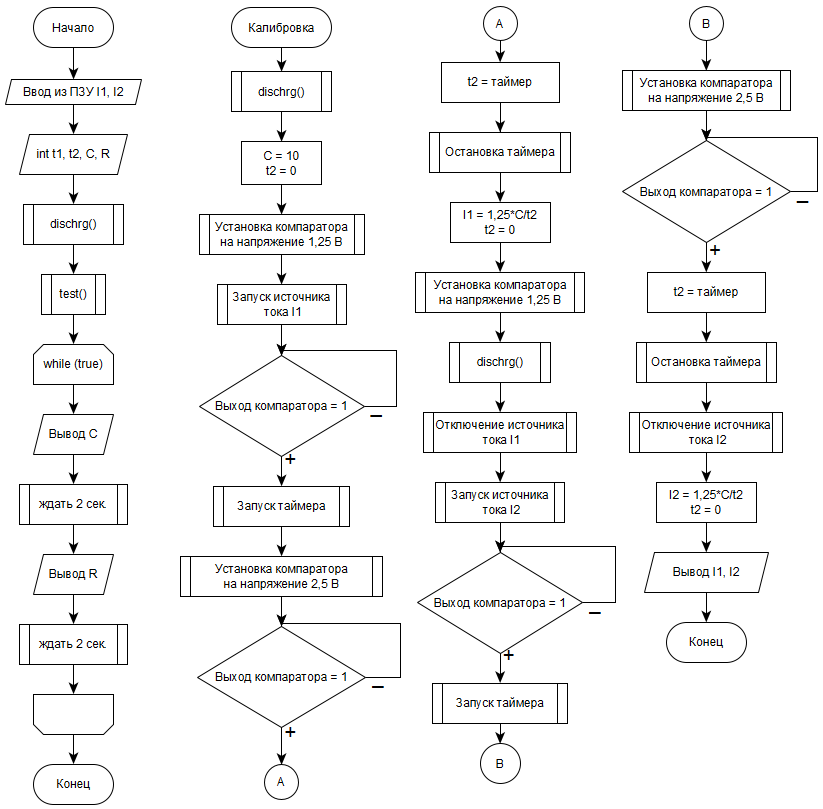 Начало
Ввод из ПЗУ I1, I2
int t1, t2, C, R
dischrg()
test()
while (true)
Вывод C
ждать 2 сек.
Вывод R
ждать 2 сек.
Конец
Калибровка
dischrg()
C = 10
t2 = 0
Установка компаратора
на напряжение 1,25 В
Запуск источника
тока I1
Выход компаратора = 1
−
+
Запуск таймера
Установка компаратора
на напряжение 2,5 В
Выход компаратора = 1
−
+
A
A
t2 = таймер
Остановка таймера
I1 = 1,25*C/t2
t2 = 0
Установка компаратора
на напряжение 1,25 В
dischrg()
Отключение источника
тока I1
Запуск источника
тока I2
Выход компаратора = 1
−
+
Запуск таймера
B
B
Установка компаратора
на напряжение 2,5 В
Выход компаратора = 1
−
+
t2 = таймер
Остановка таймера
Отключение источника
тока I2
I2 = 1,25*C/t2
t2 = 0
Вывод I1, I2
Конец